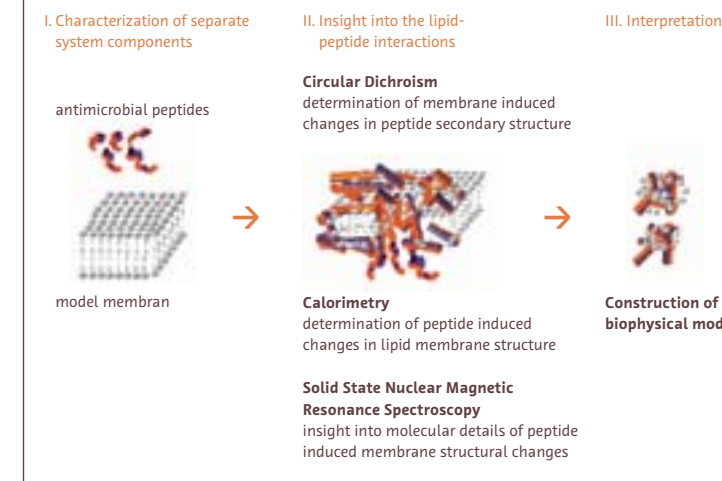 I. Characterization of separate
system components
antimicrobial peptides
model membran
II. Insight into the lipid-
peptide interactions
Circular Dichroism
determination of membrane induced
changes in peptide secondary structure
Calorimetry
determination of peptide induced
changes in lipid membrane structure
Solid State Nuclear Magnetic
Resonance Spectroscopy
insight into molecular details of peptide
induced membrane structural changes
III. Interpretation
Construction of
biophysical mod